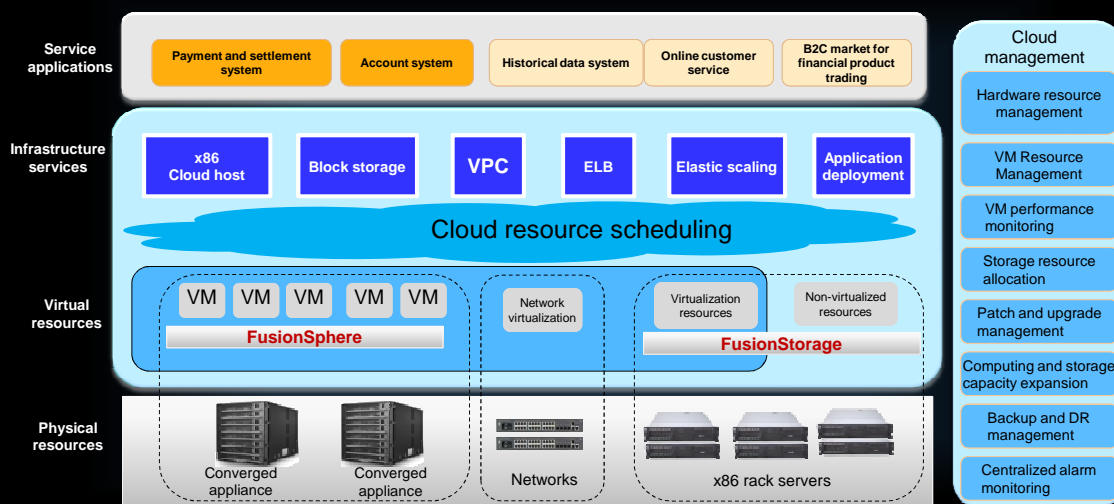 Service
applications
Payment and settlement
system
Account system
Historical data system
Online customer
service
B2C market for
financial product
trading
Infrastructure
services
x86
Cloud host
Block storage
VPC
ELB
Elastic scaling
Application
deployment
Cloud resource scheduling
Virtual
resources
VM
VM
VM
VM
VM
FusionSphere
Network
virtualization
Virtualization
resources
Non-virtualized
resources
FusionStorage
Physical
resources
Converged
appliance
Converged
appliance
Networks
x86 rack servers
Cloud
management
Hardware resource
management
VM Resource
Management
VM performance
monitoring
Storage resource
allocation
Patch and upgrade
management
Computing and storage
capacity expansion
Backup and DR
management
Centralized alarm
monitoring